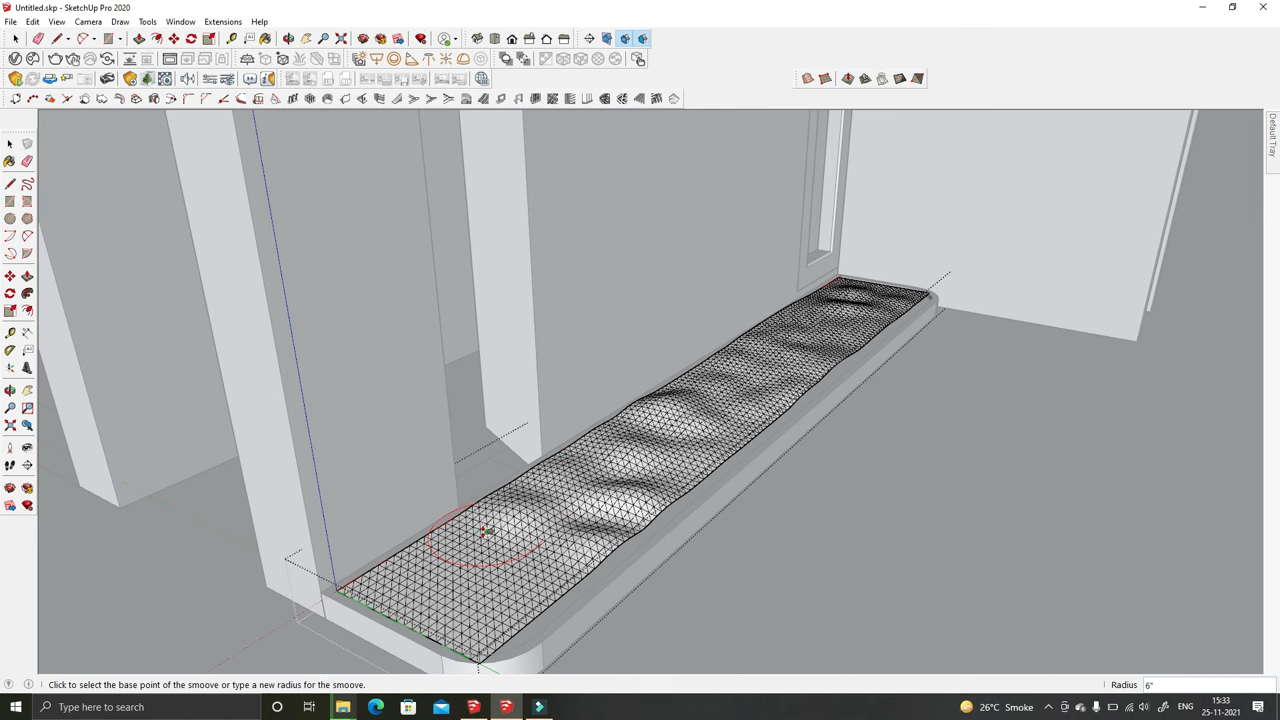 Untitled.skp - SketchUp Pro 2020
File Edit View Camera Draw Tools Window Extensions Help
Default Tray
Click to select the base point of the smoove or type a new radius for the smoove.
Radius 6"
Type here to search
26°C Smoke
15:33
25-11-2021